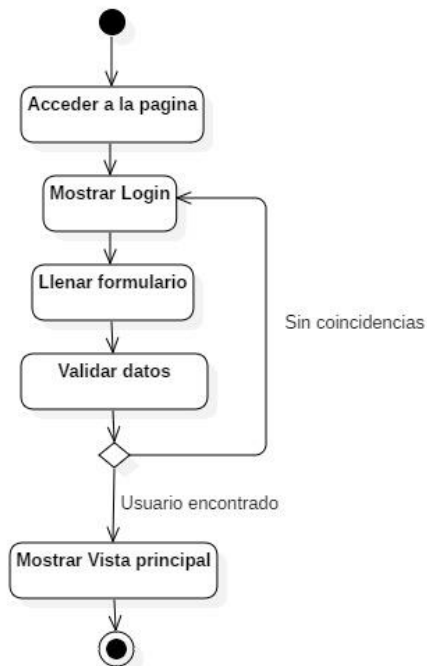 Acceder a la pagina
Mostrar Login
Llenar formulario
Sin coincidencias
Validar datos
Usuario encontrado
Mostrar Vista principal